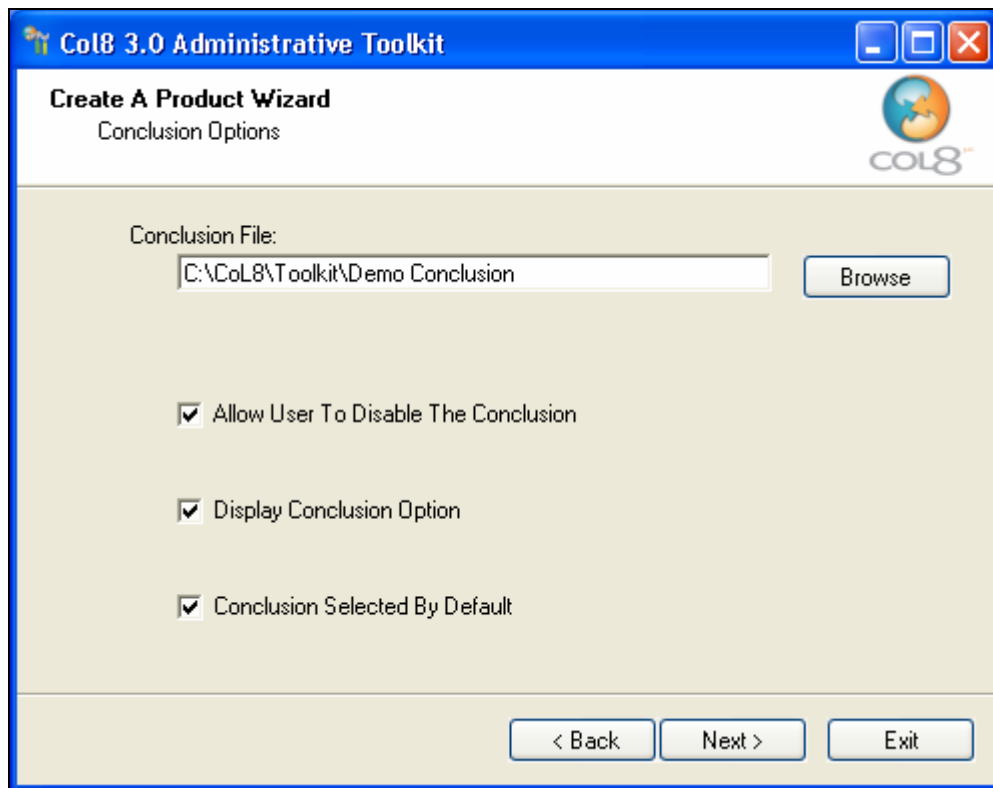 Col8 3.0 Administrative Toolkit
Create A Product Wizard
Conclusion Options
COL8
Conclusion File:
C:\CoL8\Toolkit\Demo Conclusion
Browse
Allow User To Disable The Conclusion
Display Conclusion Option
Conclusion Selected By Default
< Back
Next >
Exit